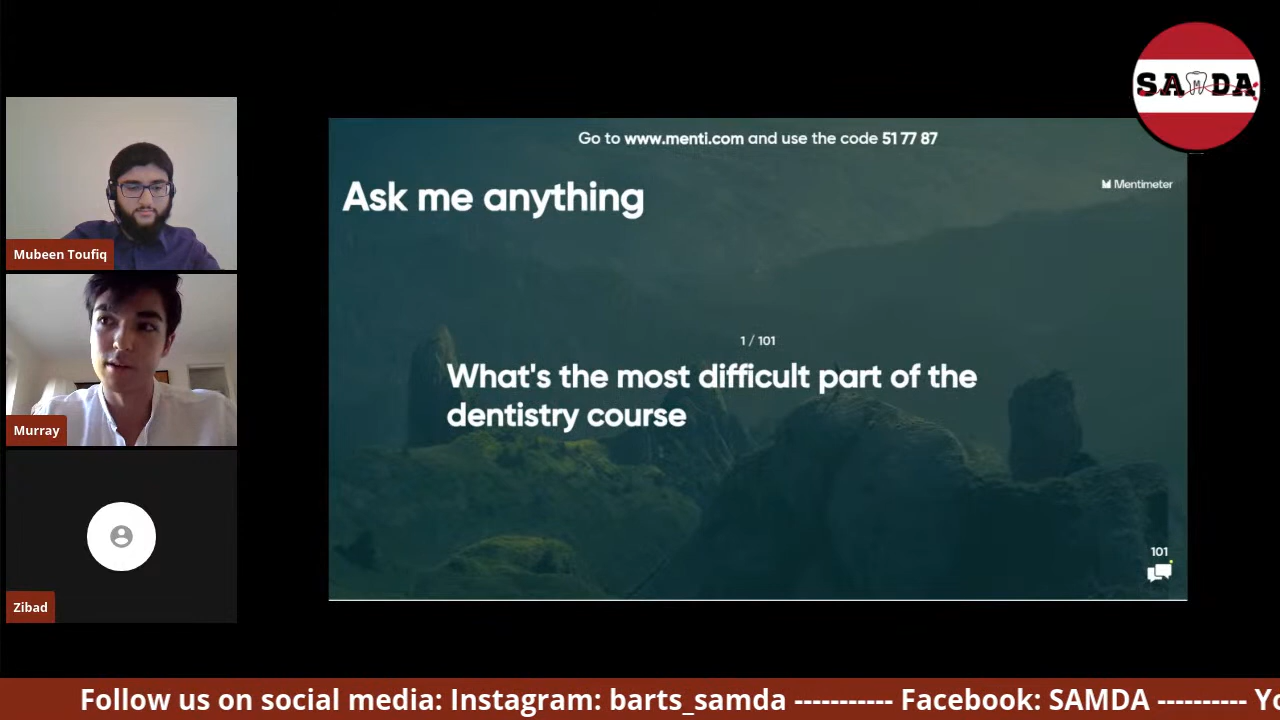 SAMDA
Go to www.menti.com and use the code 51 77 87
Ask me anything
Mentimeter
Mubeen Toufiq
1 / 101
What's the most difficult part of the
dentistry course
Murray
101
Zibad
Follow us on social media: Instagram: barts_samda ----------- Facebook: SAMDA ---------- Yo